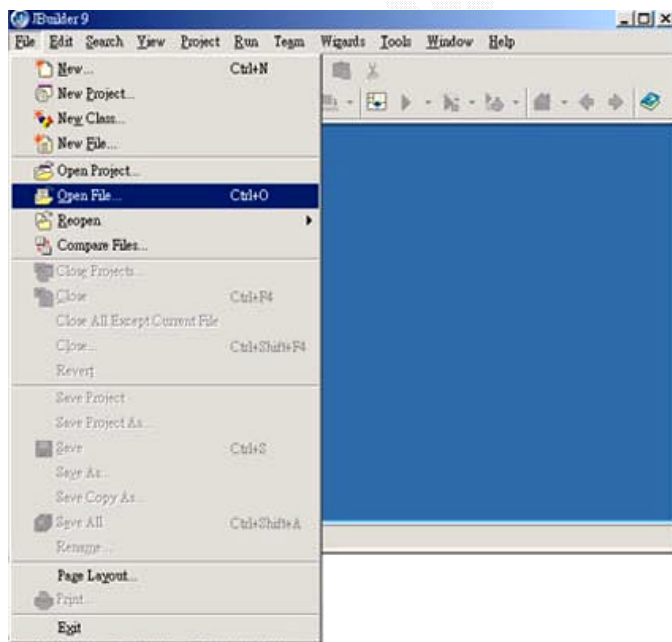 JBuilder 9
File Edit Search View Project Run Team Wizards Tools Window Help
New... Ctrl+N
New Project...
New Class...
New File...
Open Project...
Open File... Ctrl+O
Reopen
Compare Files...
Close Projects...
Close Ctrl+F4
Close All Except Current File
Close... Ctrl+Shift+F4
Revert
Save Project
Save Project As...
Save Ctrl+S
Save As...
Save Copy As...
Save All Ctrl+Shift+A
Rename...
Page Layout...
Print...
Exit